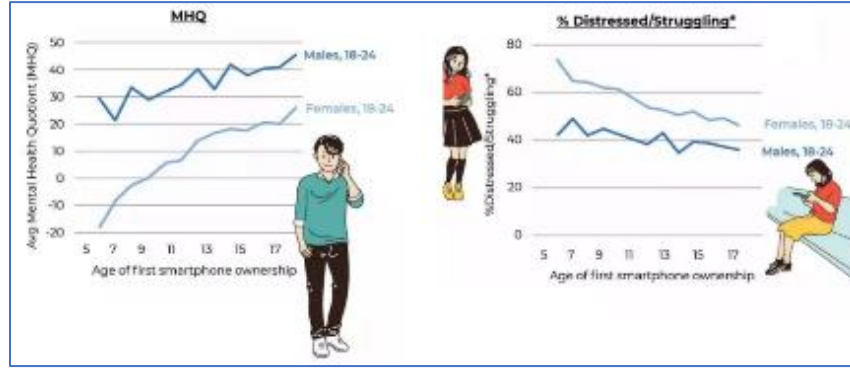 MHQ
50
40
30
20
10
0
-10
-20
Avg Mental Health Quotient (MHQ)
5 7 9 11 13 15 17
Age of first smartphone ownership
Males, 18-24
Females, 18-24
% Distressed/Struggling*
80
60
40
20
0
%Distressed/Struggling*
5 7 9 11 13 15 17
Age of first smartphone ownership
Females, 18-24
Males, 18-24